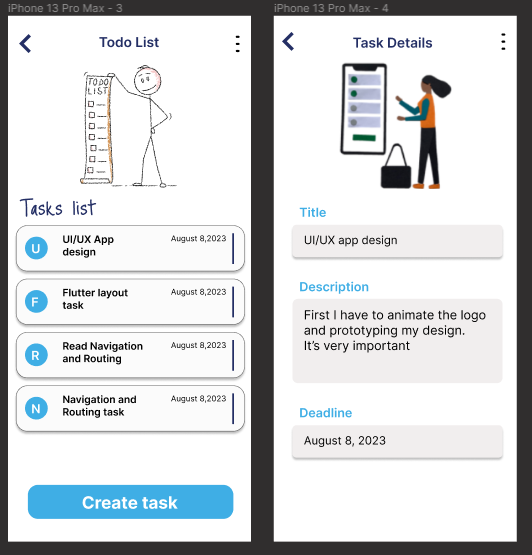 iPhone 13 Pro Max - 3
Todo List
TODO
LIST
Tasks list
U
UI/UX App
design
August 8,2023
F
Flutter layout
task
August 8,2023
R
Read Navigation
and Routing
August 8,2023
N
Navigation and
Routing task
August 8,2023
Create task
iPhone 13 Pro Max - 4
Task Details
Title
UI/UX app design
Description
First I have to animate the logo
and prototyping my design.
It's very important
Deadline
August 8, 2023